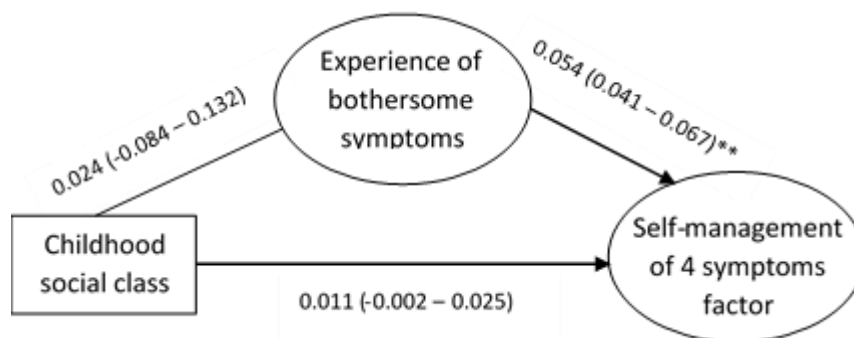 Experience of
bothersome
symptoms
0.024 (-0.084 – 0.132)
0.054 (0.041 – 0.067)**
Childhood
social class
Self-management
of 4 symptoms
factor
0.011 (-0.002 – 0.025)